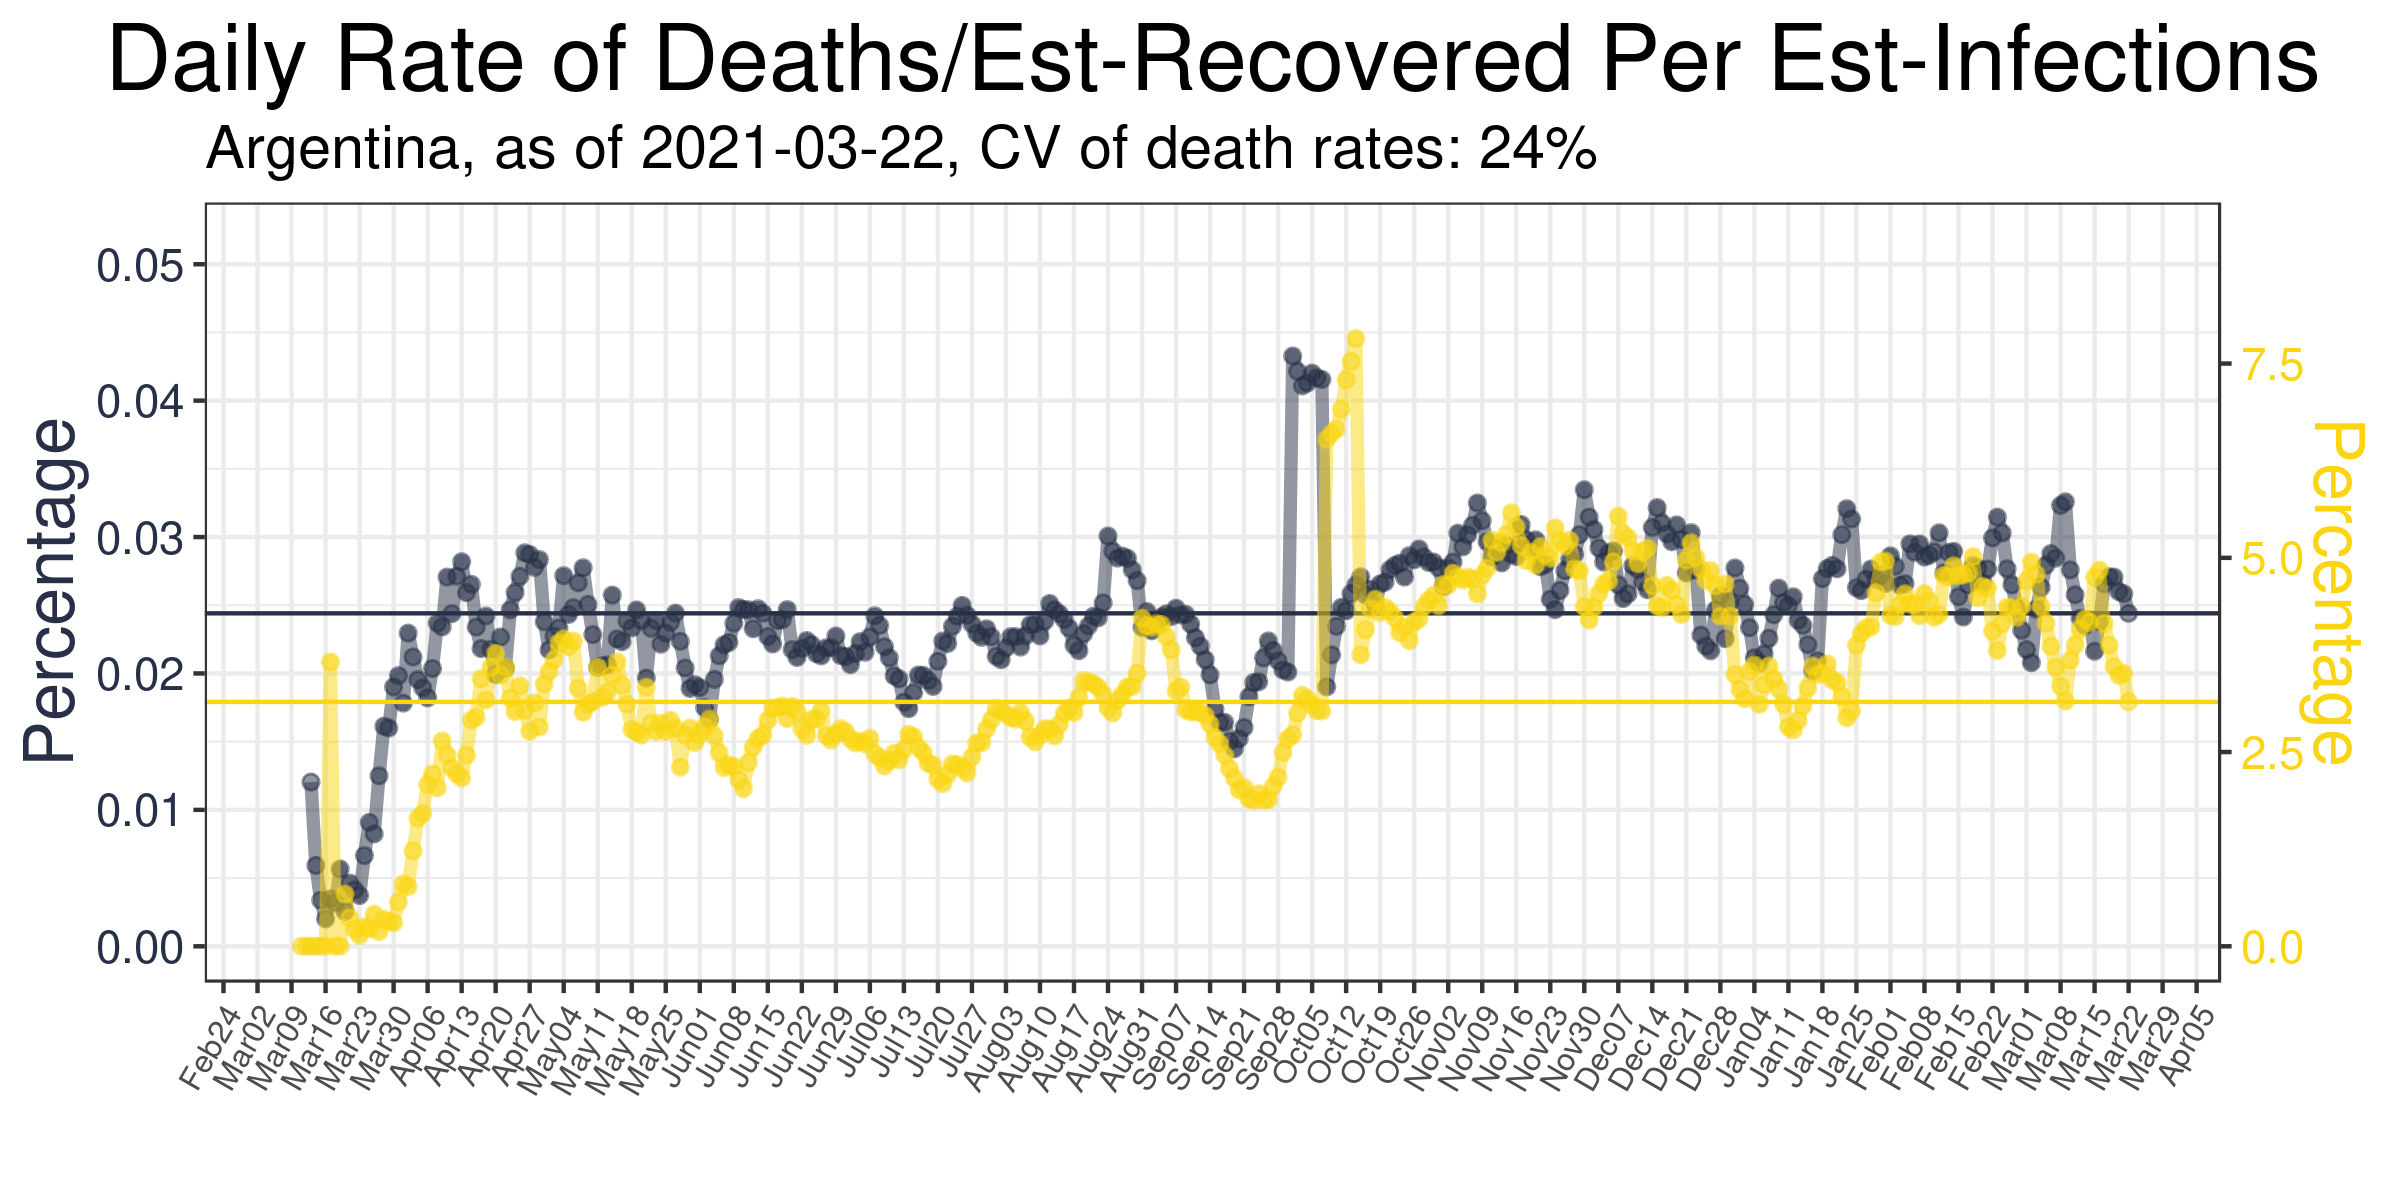 Daily Rate of Deaths/Est-Recovered Per Est-Infections
Argentina, as of 2021-03-22, CV of death rates: 24%
Percentage
0.05
0.04
0.03
0.02
0.01
0.00
7.5
5.0
2.5
0.0
Percentage
Feb24
Mar02
Mar09
Mar16
Mar23
Mar30
Apr06
Apr13
Apr20
Apr27
May04
May11
May18
May25
Jun01
Jun08
Jun15
Jun22
Jun29
Jul06
Jul13
Jul20
Jul27
Aug03
Aug10
Aug17
Aug24
Aug31
Sep07
Sep14
Sep21
Sep28
Oct05
Oct12
Oct19
Oct26
Nov02
Nov09
Nov16
Nov23
Nov30
Dec07
Dec14
Dec21
Dec28
Jan04
Jan11
Jan18
Jan25
Feb01
Feb08
Feb15
Feb22
Mar01
Mar08
Mar15
Mar22
Mar29
Apr05